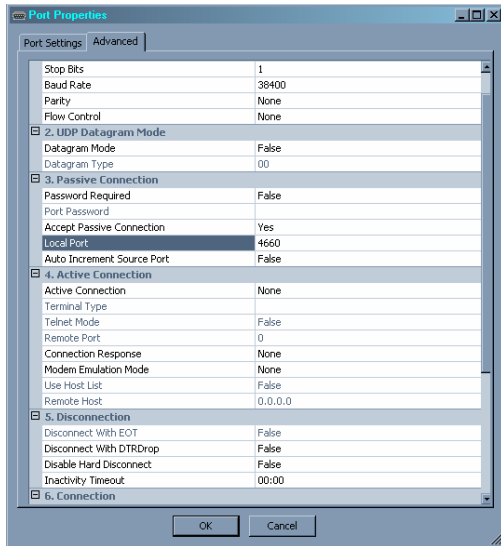 Port Properties
Port Settings Advanced
Stop Bits 1
Baud Rate 38400
Parity None
Flow Control None
2. UDP Datagram Mode
Datagram Mode False
Datagram Type 00
3. Passive Connection
Password Required False
Port Password
Accept Passive Connection Yes
Local Port 4660
Auto Increment Source Port False
4. Active Connection
Active Connection None
Terminal Type
Telnet Mode False
Remote Port 0
Connection Response None
Modem Emulation Mode None
Use Host List False
Remote Host 0.0.0.0
5. Disconnection
Disconnect With EOT False
Disconnect With DTRDrop False
Disable Hard Disconnect False
Inactivity Timeout 00:00
6. Connection
OK Cancel